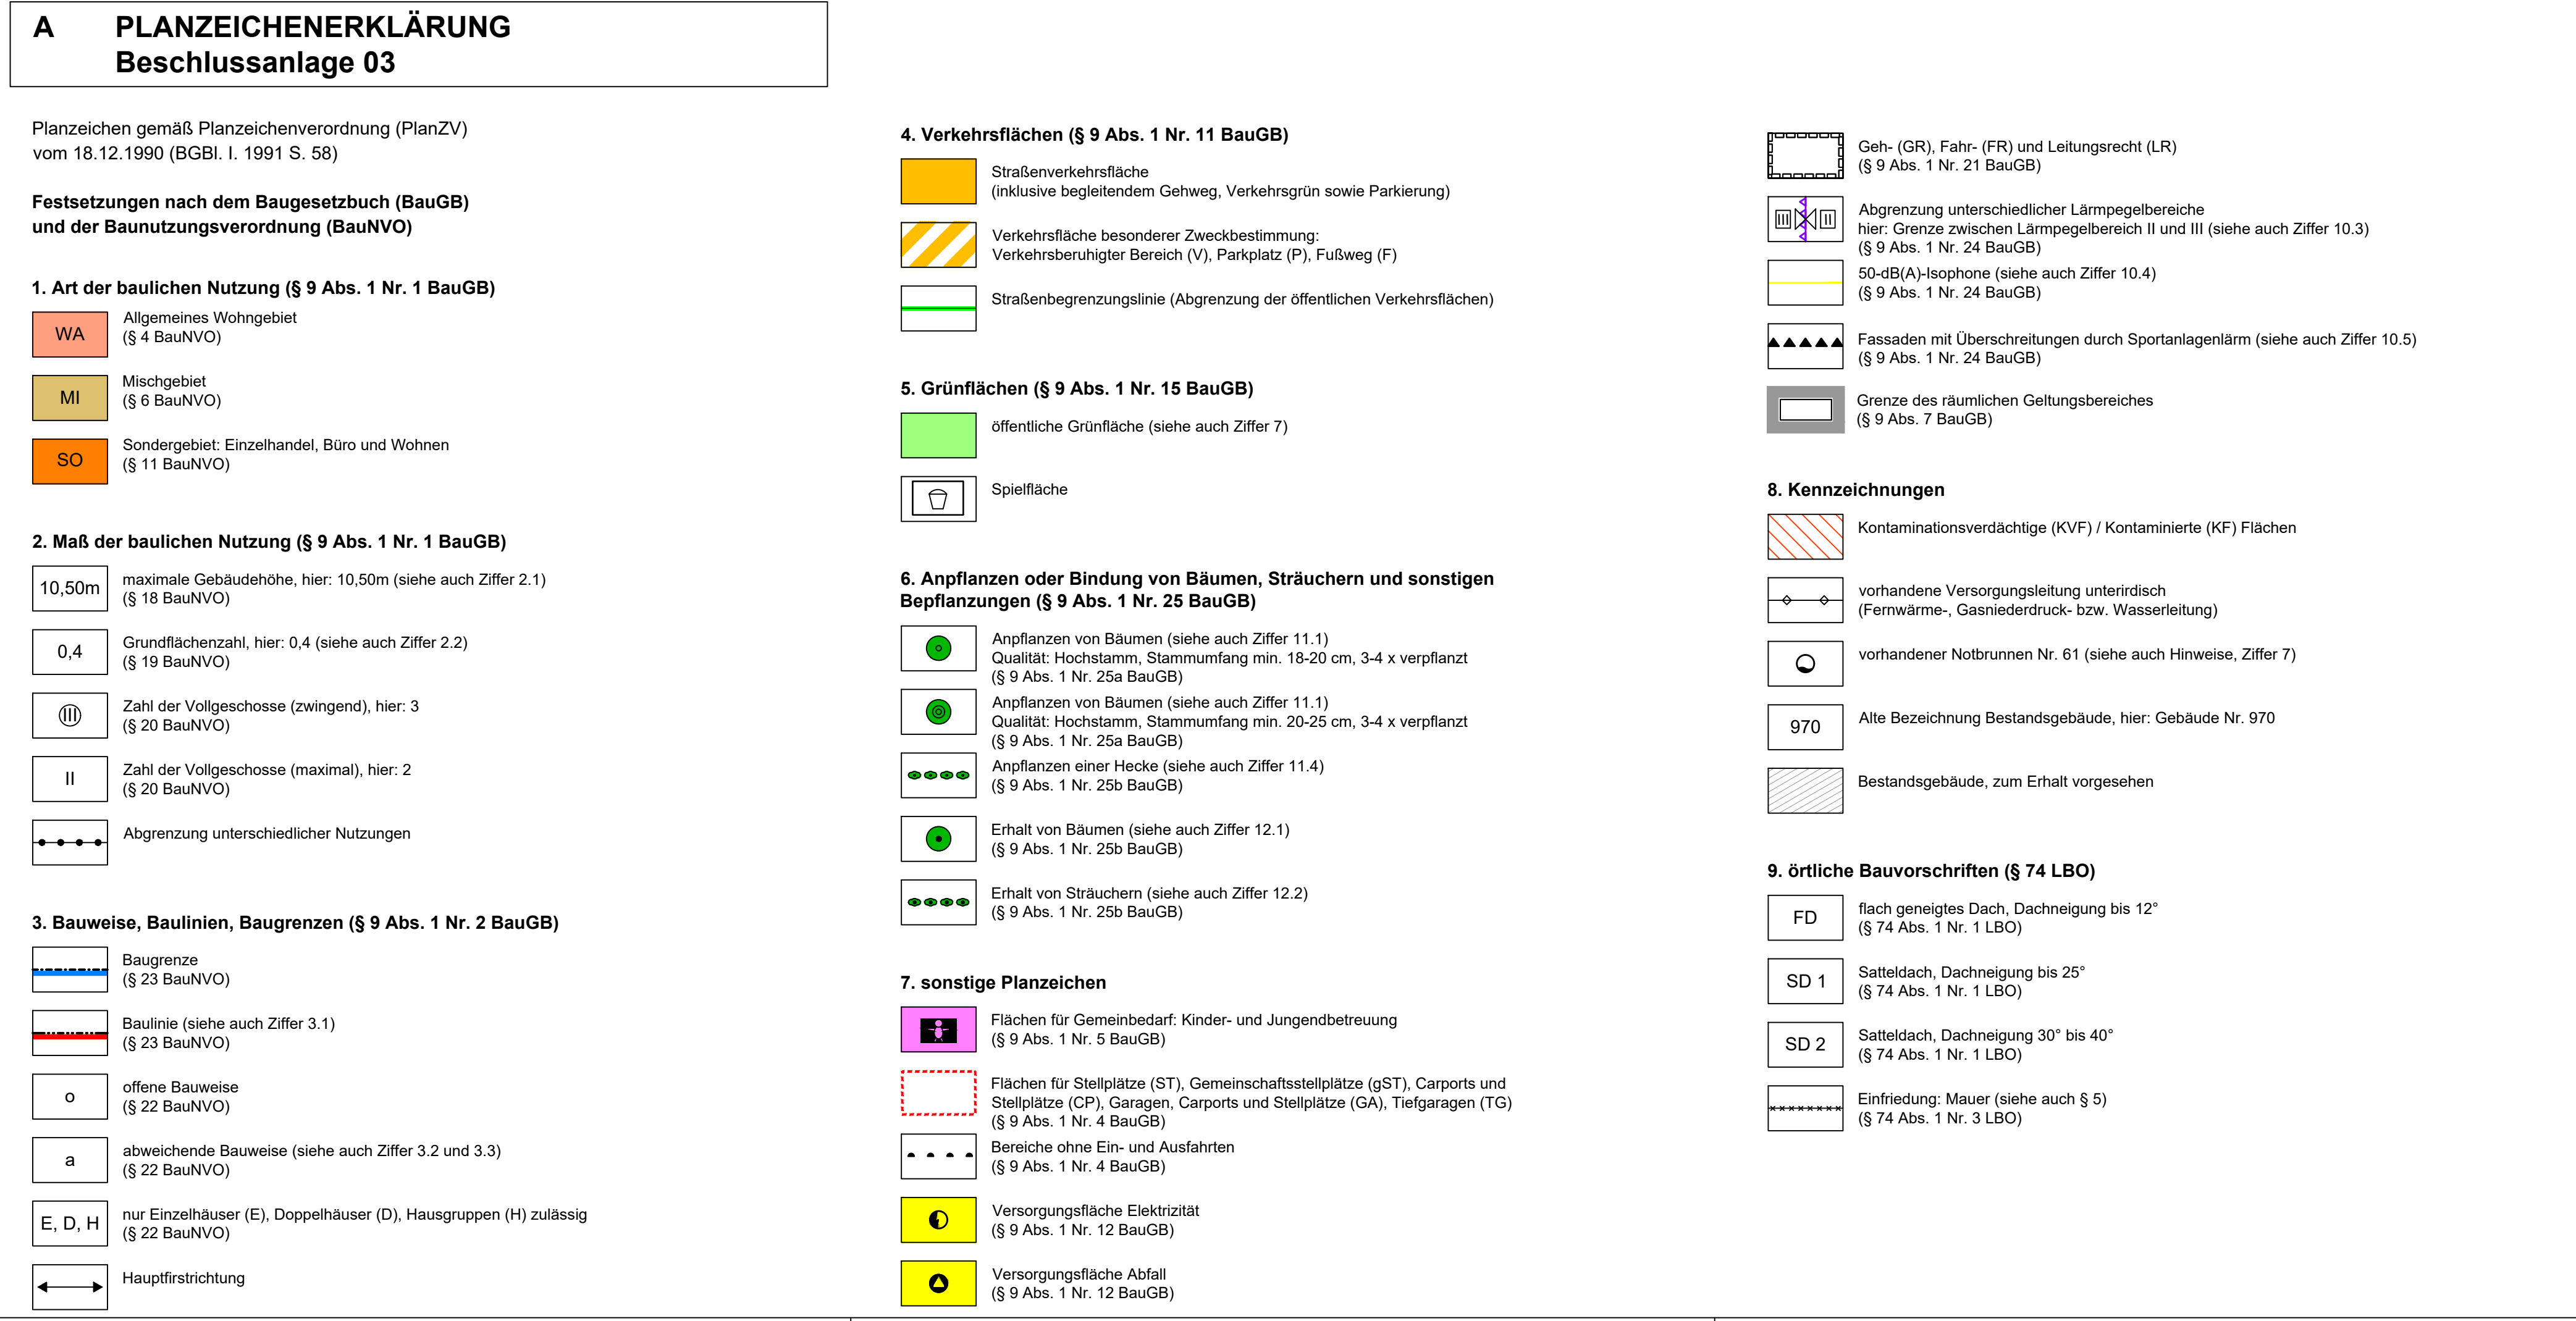 A PLANZEICHENERKLÄRUNG
Beschlussanlage 03
Planzeichen gemäß Planzeichenverordnung (PlanZV)
vom 18.12.1990 (BGBl. I. 1991 S. 58)
Festsetzungen nach dem Baugesetzbuch (BauGB)
und der Baunutzungsverordnung (BauNVO)
1. Art der baulichen Nutzung (§ 9 Abs. 1 Nr. 1 BauGB)
WA
Allgemeines Wohngebiet
(§ 4 BauNVO)
MI
Mischgebiet
(§ 6 BauNVO)
SO
Sondergebiet: Einzelhandel, Büro und Wohnen
(§ 11 BauNVO)
2. Maß der baulichen Nutzung (§ 9 Abs. 1 Nr. 1 BauGB)
10,50m
maximale Gebäudehöhe, hier: 10,50m (siehe auch Ziffer 2.1)
(§ 18 BauNVO)
0,4
Grundflächenzahl, hier: 0,4 (siehe auch Ziffer 2.2)
(§ 19 BauNVO)
III
Zahl der Vollgeschosse (zwingend), hier: 3
(§ 20 BauNVO)
II
Zahl der Vollgeschosse (maximal), hier: 2
(§ 20 BauNVO)
Abgrenzung unterschiedlicher Nutzungen
3. Bauweise, Baulinien, Baugrenzen (§ 9 Abs. 1 Nr. 2 BauGB)
Baugrenze
(§ 23 BauNVO)
Baulinie (siehe auch Ziffer 3.1)
(§ 23 BauNVO)
o
offene Bauweise
(§ 22 BauNVO)
a
abweichende Bauweise (siehe auch Ziffer 3.2 und 3.3)
(§ 22 BauNVO)
E, D, H
nur Einzelhäuser (E), Doppelhäuser (D), Hausgruppen (H) zulässig
(§ 22 BauNVO)
Hauptfirstrichtung
4. Verkehrsflächen (§ 9 Abs. 1 Nr. 11 BauGB)
Straßenverkehrsfläche
(inklusive begleitendem Gehweg, Verkehrsgrün sowie Parkierung)
Verkehrsfläche besonderer Zweckbestimmung:
Verkehrsberuhigter Bereich (V), Parkplatz (P), Fußweg (F)
Straßenbegrenzungslinie (Abgrenzung der öffentlichen Verkehrsflächen)
5. Grünflächen (§ 9 Abs. 1 Nr. 15 BauGB)
öffentliche Grünfläche (siehe auch Ziffer 7)
Spielfläche
6. Anpflanzen oder Bindung von Bäumen, Sträuchern und sonstigen
Bepflanzungen (§ 9 Abs. 1 Nr. 25 BauGB)
Anpflanzen von Bäumen (siehe auch Ziffer 11.1)
Qualität: Hochstamm, Stammumfang min. 18-20 cm, 3-4 x verpflanzt
(§ 9 Abs. 1 Nr. 25a BauGB)
Anpflanzen von Bäumen (siehe auch Ziffer 11.1)
Qualität: Hochstamm, Stammumfang min. 20-25 cm, 3-4 x verpflanzt
(§ 9 Abs. 1 Nr. 25a BauGB)
Anpflanzen einer Hecke (siehe auch Ziffer 11.4)
(§ 9 Abs. 1 Nr. 25b BauGB)
Erhalt von Bäumen (siehe auch Ziffer 12.1)
(§ 9 Abs. 1 Nr. 25b BauGB)
Erhalt von Sträuchern (siehe auch Ziffer 12.2)
(§ 9 Abs. 1 Nr. 25b BauGB)
7. sonstige Planzeichen
Flächen für Gemeinbedarf: Kinder- und Jungendbetreuung
(§ 9 Abs. 1 Nr. 5 BauGB)
Flächen für Stellplätze (ST), Gemeinschaftsstellplätze (gST), Carports und
Stellplätze (CP), Garagen, Carports und Stellplätze (GA), Tiefgaragen (TG)
(§ 9 Abs. 1 Nr. 4 BauGB)
Bereiche ohne Ein- und Ausfahrten
(§ 9 Abs. 1 Nr. 4 BauGB)
Versorgungsfläche Elektrizität
(§ 9 Abs. 1 Nr. 12 BauGB)
Versorgungsfläche Abfall
(§ 9 Abs. 1 Nr. 12 BauGB)
Geh- (GR), Fahr- (FR) und Leitungsrecht (LR)
(§ 9 Abs. 1 Nr. 21 BauGB)
III II
Abgrenzung unterschiedlicher Lärmpegelbereiche
hier: Grenze zwischen Lärmpegelbereich II und III (siehe auch Ziffer 10.3)
(§ 9 Abs. 1 Nr. 24 BauGB)
50-dB(A)-Isophone (siehe auch Ziffer 10.4)
(§ 9 Abs. 1 Nr. 24 BauGB)
Fassaden mit Überschreitungen durch Sportanlagenlärm (siehe auch Ziffer 10.5)
(§ 9 Abs. 1 Nr. 24 BauGB)
Grenze des räumlichen Geltungsbereiches
(§ 9 Abs. 7 BauGB)
8. Kennzeichnungen
Kontaminationsverdächtige (KVF) / Kontaminierte (KF) Flächen
vorhandene Versorgungsleitung unterirdisch
(Fernwärme-, Gasniederdruck- bzw. Wasserleitung)
vorhandener Notbrunnen Nr. 61 (siehe auch Hinweise, Ziffer 7)
970
Alte Bezeichnung Bestandsgebäude, hier: Gebäude Nr. 970
Bestandsgebäude, zum Erhalt vorgesehen
9. örtliche Bauvorschriften (§ 74 LBO)
FD
flach geneigtes Dach, Dachneigung bis 12°
(§ 74 Abs. 1 Nr. 1 LBO)
SD 1
Satteldach, Dachneigung bis 25°
(§ 74 Abs. 1 Nr. 1 LBO)
SD 2
Satteldach, Dachneigung 30° bis 40°
(§ 74 Abs. 1 Nr. 1 LBO)
Einfriedung: Mauer (siehe auch § 5)
(§ 74 Abs. 1 Nr. 3 LBO)